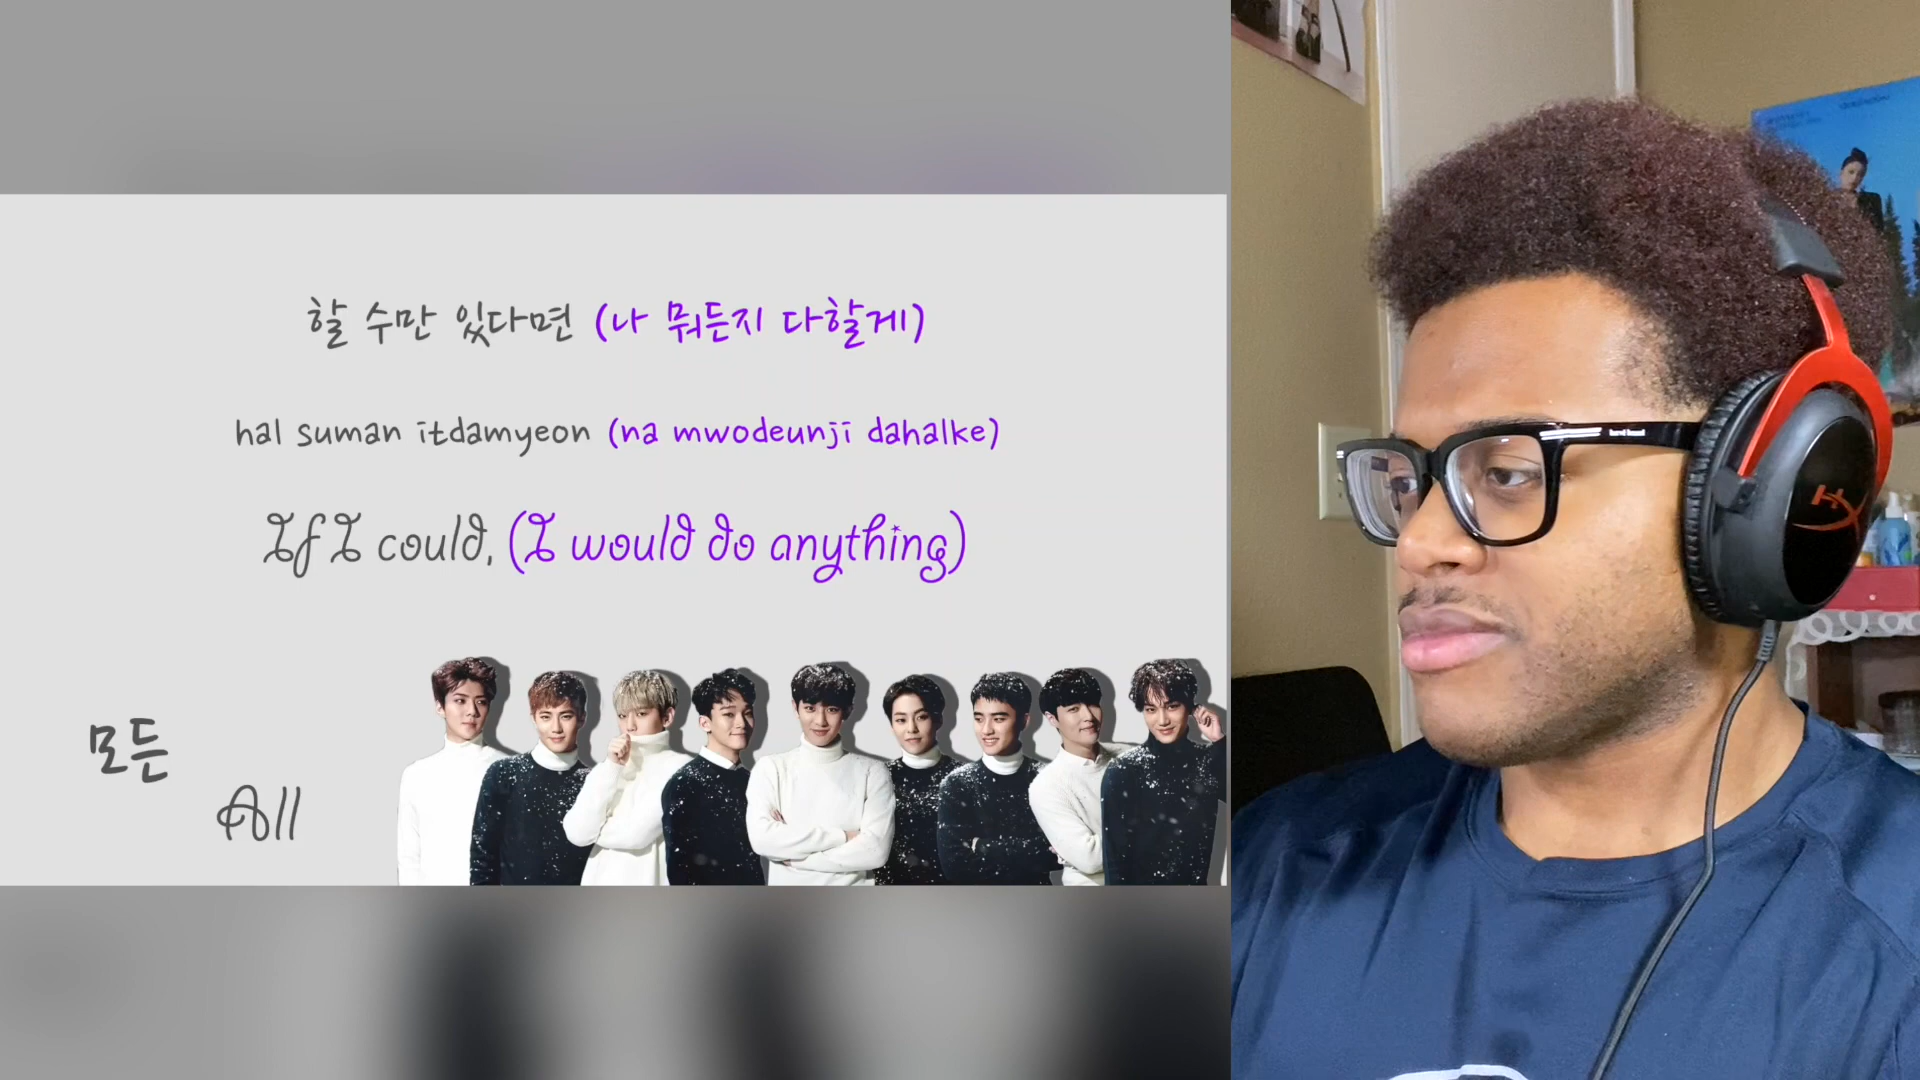 할 수만 있다면 (나 뭐든지 다할게)
hal suman itdamyeon (na mwodeunji dahalke)
If I could, (I would do anything)
모든
All